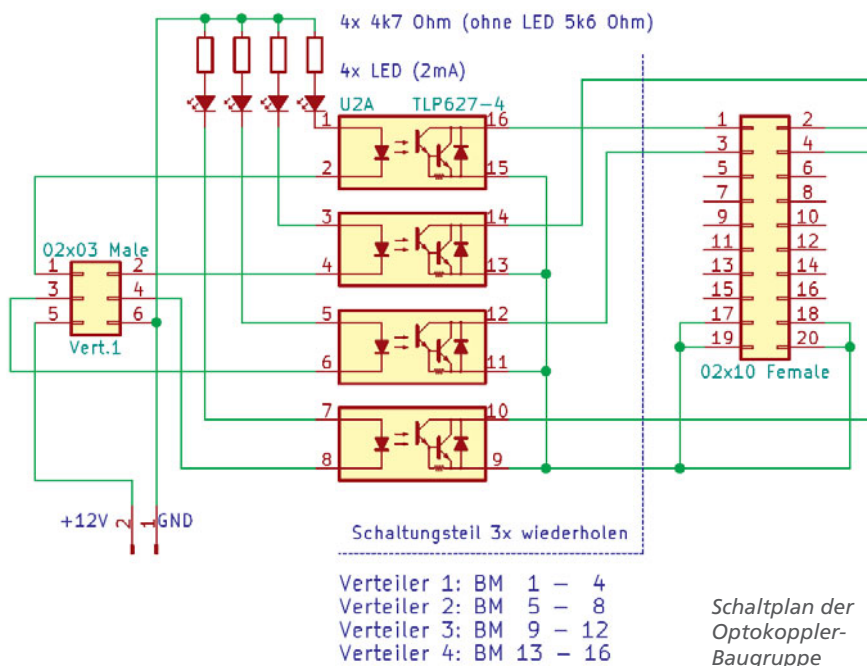 4x 4k7 Ohm (ohne LED 5k6 Ohm)
4x LED (2mA)
U2A TLP627-4
1 16
2 15
3 14
4 13
5 12
6 11
7 10
8 9
02x03 Male
1 2
3 4
5 6
Vert.1
+12V 2 1 GND
1 2
3 4
5 6
7 8
9 10
11 12
13 14
15 16
17 18
19 20
02x10 Female
Schaltungsteil 3x wiederholen
Verteiler 1: BM 1 – 4
Verteiler 2: BM 5 – 8
Verteiler 3: BM 9 – 12
Verteiler 4: BM 13 – 16
Schaltplan der
Optokoppler-
Baugruppe